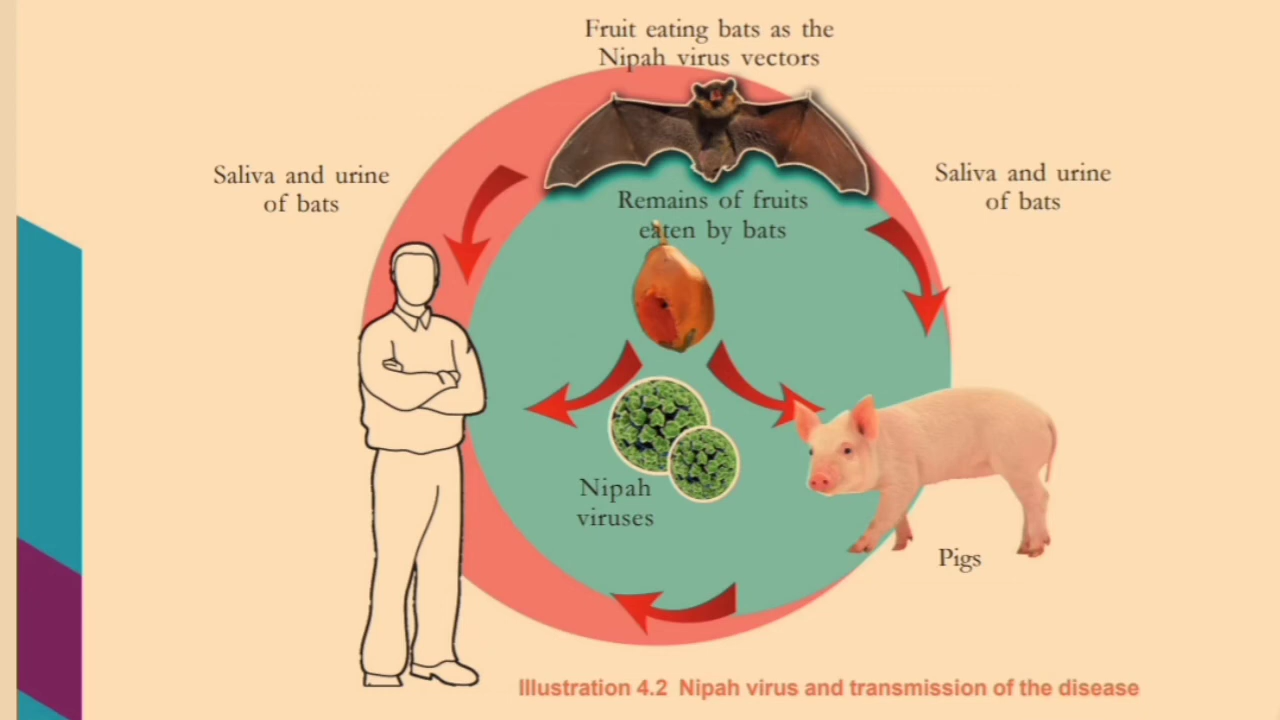 Fruit eating bats as the
Nipah virus vectors
Saliva and urine
of bats
Saliva and urine
of bats
Remains of fruits
eaten by bats
Nipah
viruses
Pigs
Illustration 4.2 Nipah virus and transmission of the disease